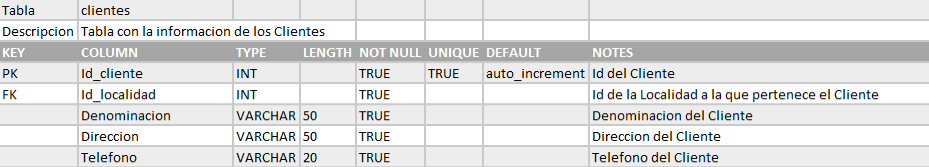 Tabla clientes
Descripcion Tabla con la informacion de los Clientes
KEY COLUMN TYPE LENGTH NOT NULL UNIQUE DEFAULT NOTES
PK Id_cliente INT TRUE TRUE auto_increment Id del Cliente
FK Id_localidad INT TRUE Id de la Localidad a la que pertenece el Cliente
Denominacion VARCHAR 50 TRUE Denominacion del Cliente
Direccion VARCHAR 50 TRUE Direccion del Cliente
Telefono VARCHAR 20 TRUE Telefono del Cliente